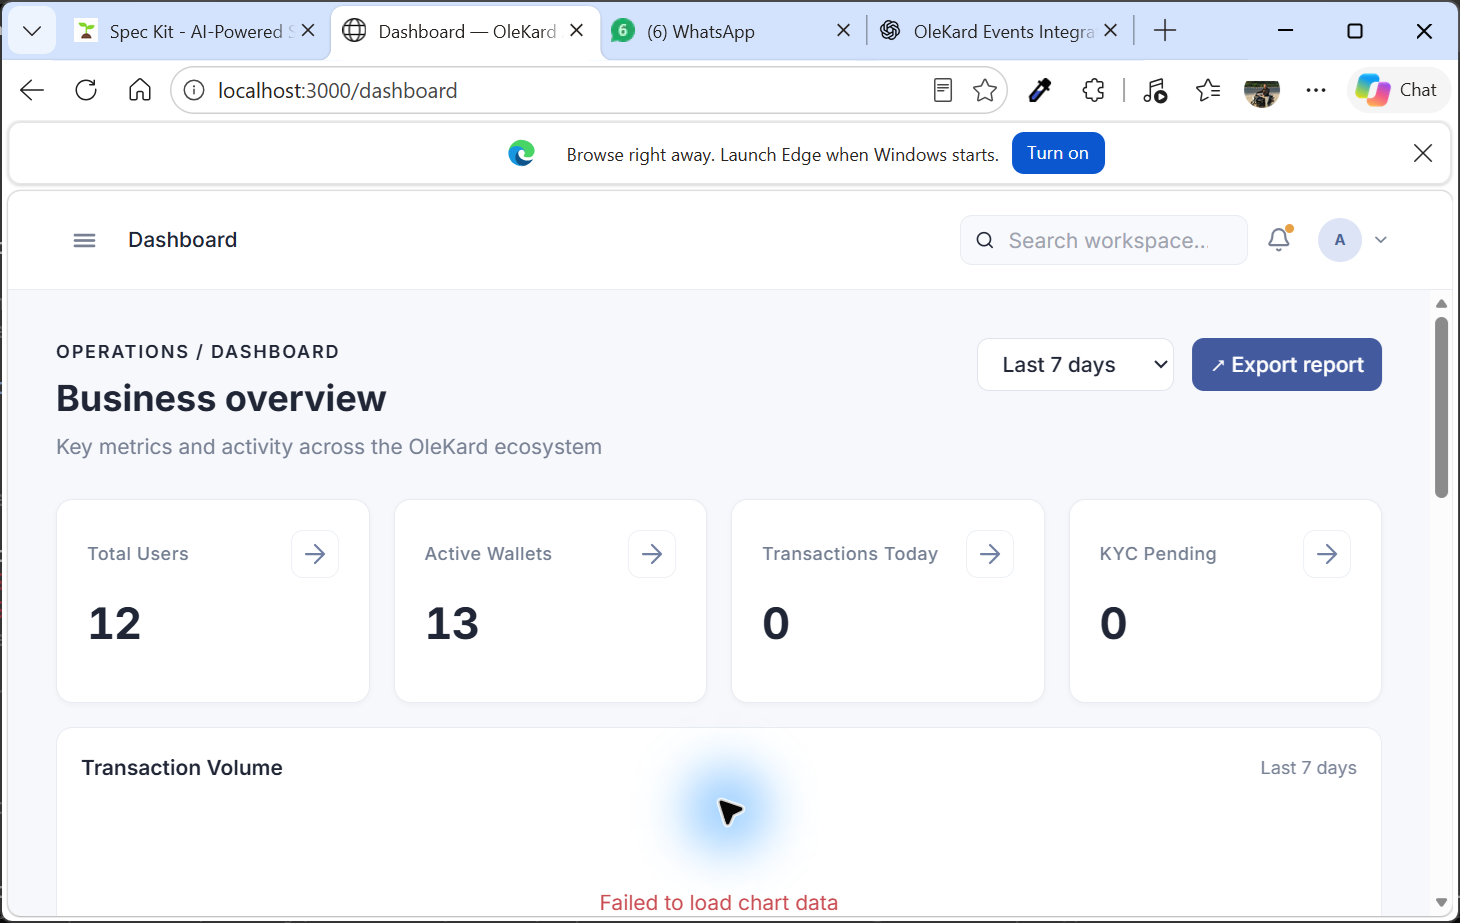 Spec Kit - AI-Powered
Dashboard — OleKard
6
(6) WhatsApp
OleKard Events Integra
localhost:3000/dashboard
Chat
Browse right away. Launch Edge when Windows starts.
Turn on
Dashboard
Search workspace...
A
OPERATIONS / DASHBOARD
Business overview
Key metrics and activity across the OleKard ecosystem
Last 7 days
Export report
Total Users
12
Active Wallets
13
Transactions Today
0
KYC Pending
0
Transaction Volume
Last 7 days
Failed to load chart data